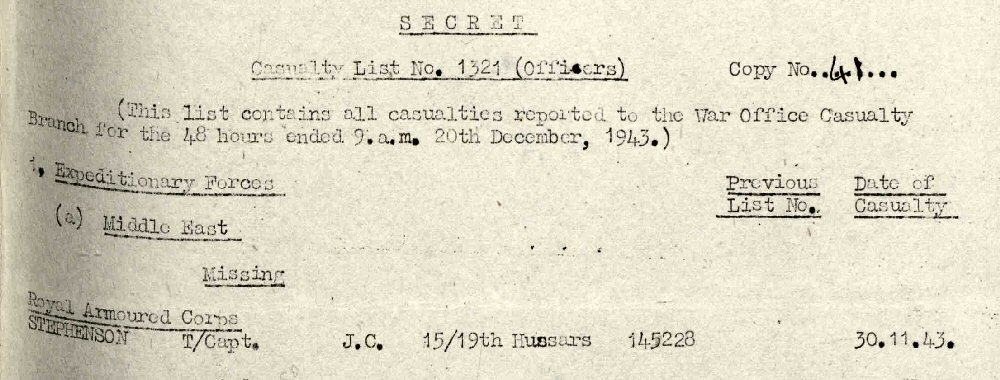 SECRET
Casualty List No. 1321 (Officers) Copy No..41...
(This list contains all casualties reported to the War Office Casualty
Branch for the 48 hours ended 9.a.m. 20th December, 1943.)
1. Expeditionary Forces Previous Date of
List No. Casualty
(a) Middle East
Missing
Royal Armoured Corps
STEPHENSON T/Capt. J.C. 15/19th Hussars 145228 30.11.43.